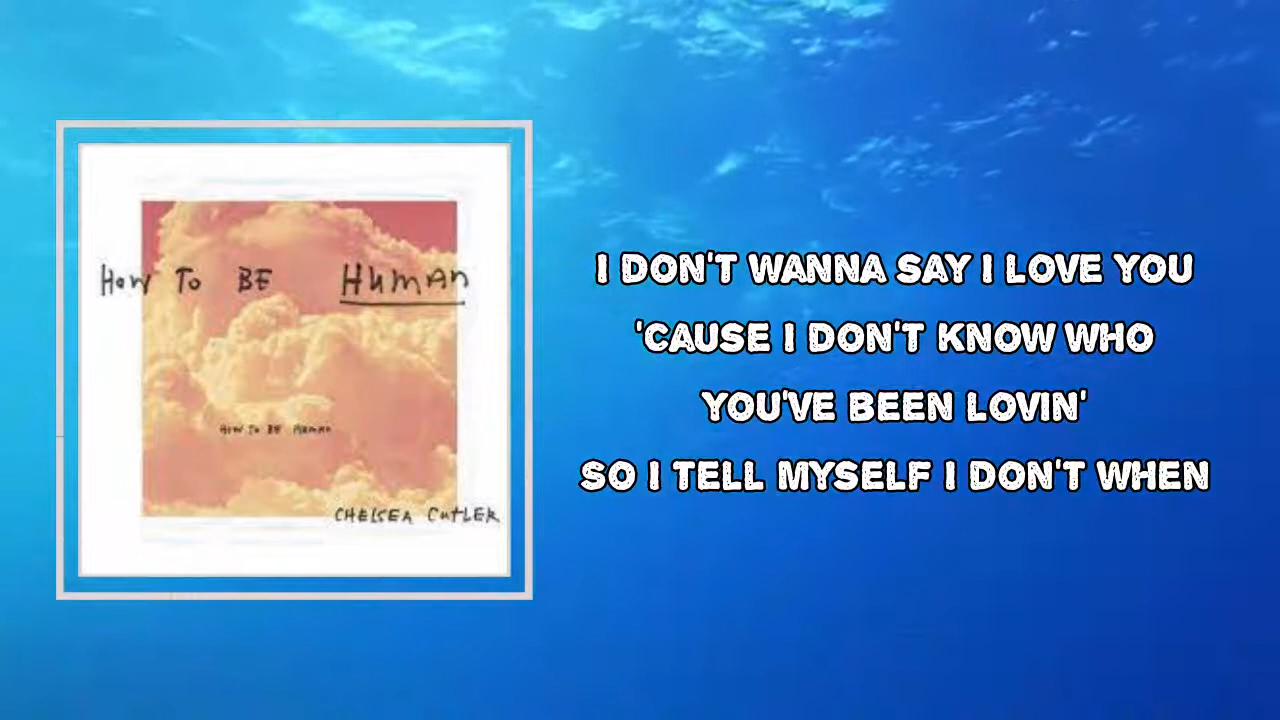 How To BE Human
How To BE Human
CHELSEA CUTLER
I DON'T WANNA SAY I LOVE YOU
'CAUSE I DON'T KNOW WHO
YOU'VE BEEN LOVIN'
SO I TELL MYSELF I DON'T WHEN